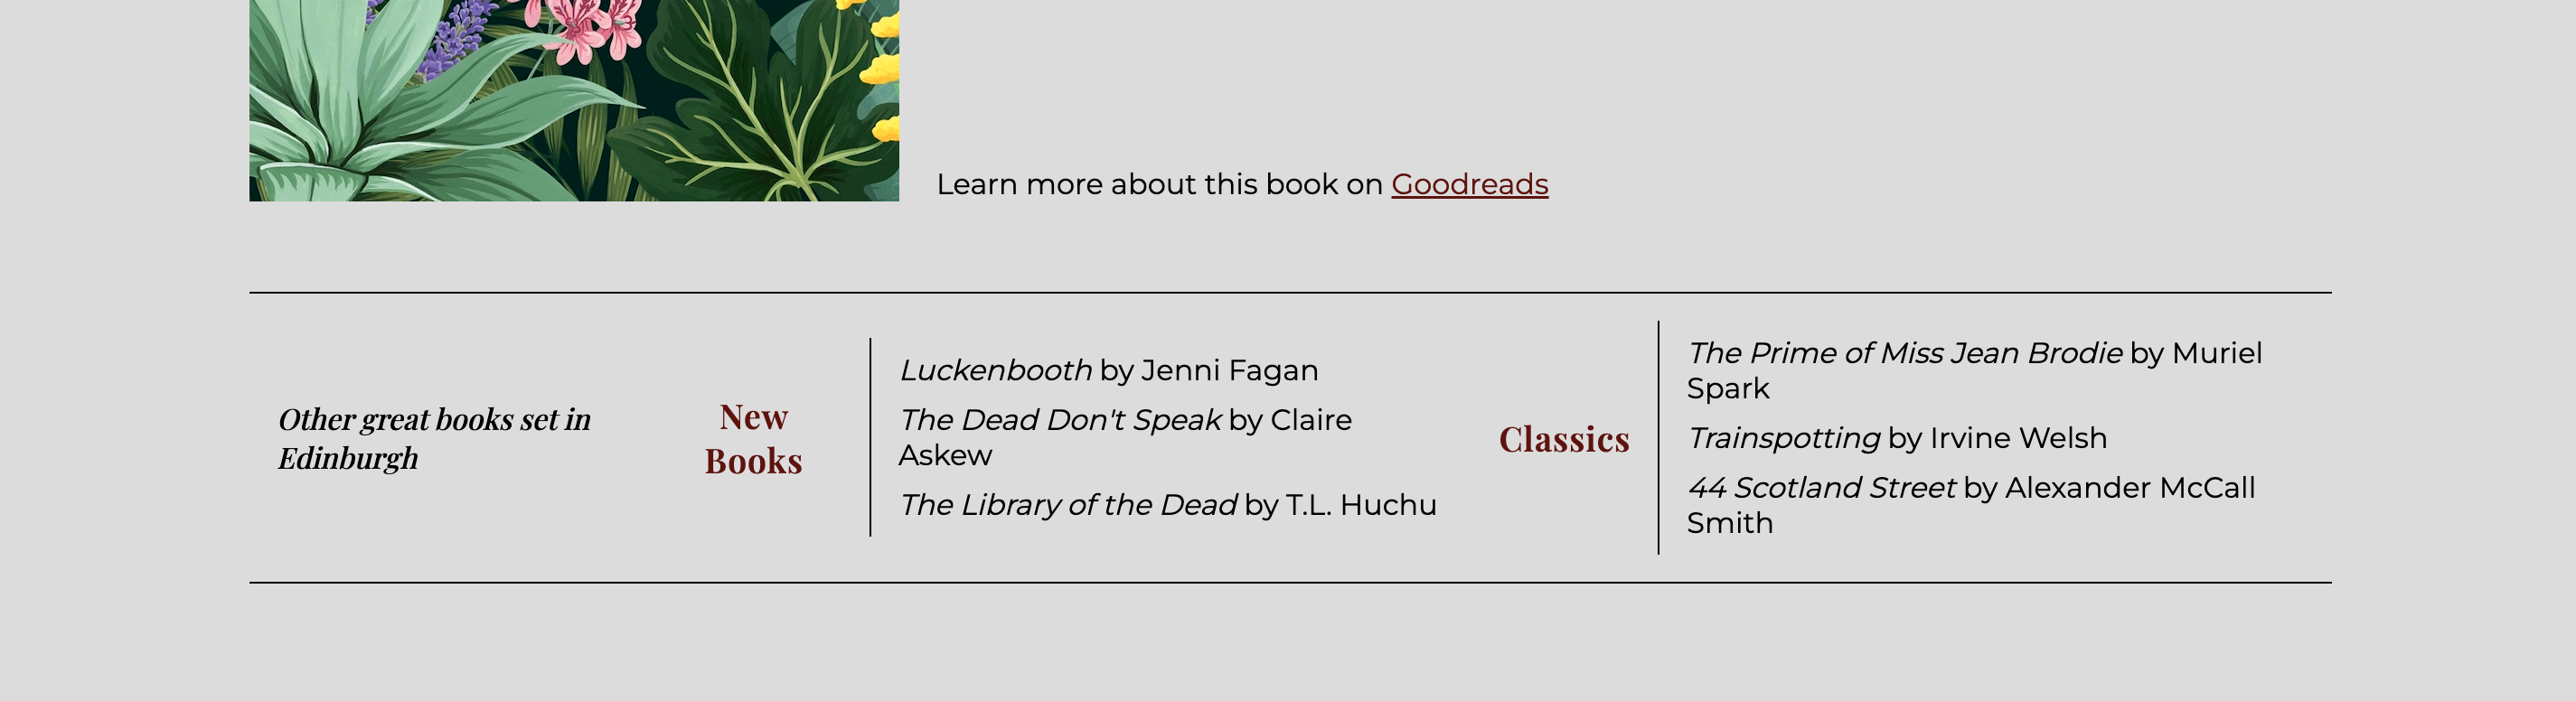 Learn more about this book on Goodreads
Other great books set in
Edinburgh
New
Books
Luckenbooth by Jenni Fagan
The Dead Don't Speak by Claire
Askew
The Library of the Dead by T.L. Huchu
Classics
The Prime of Miss Jean Brodie by Muriel
Spark
Trainspotting by Irvine Welsh
44 Scotland Street by Alexander McCall
Smith